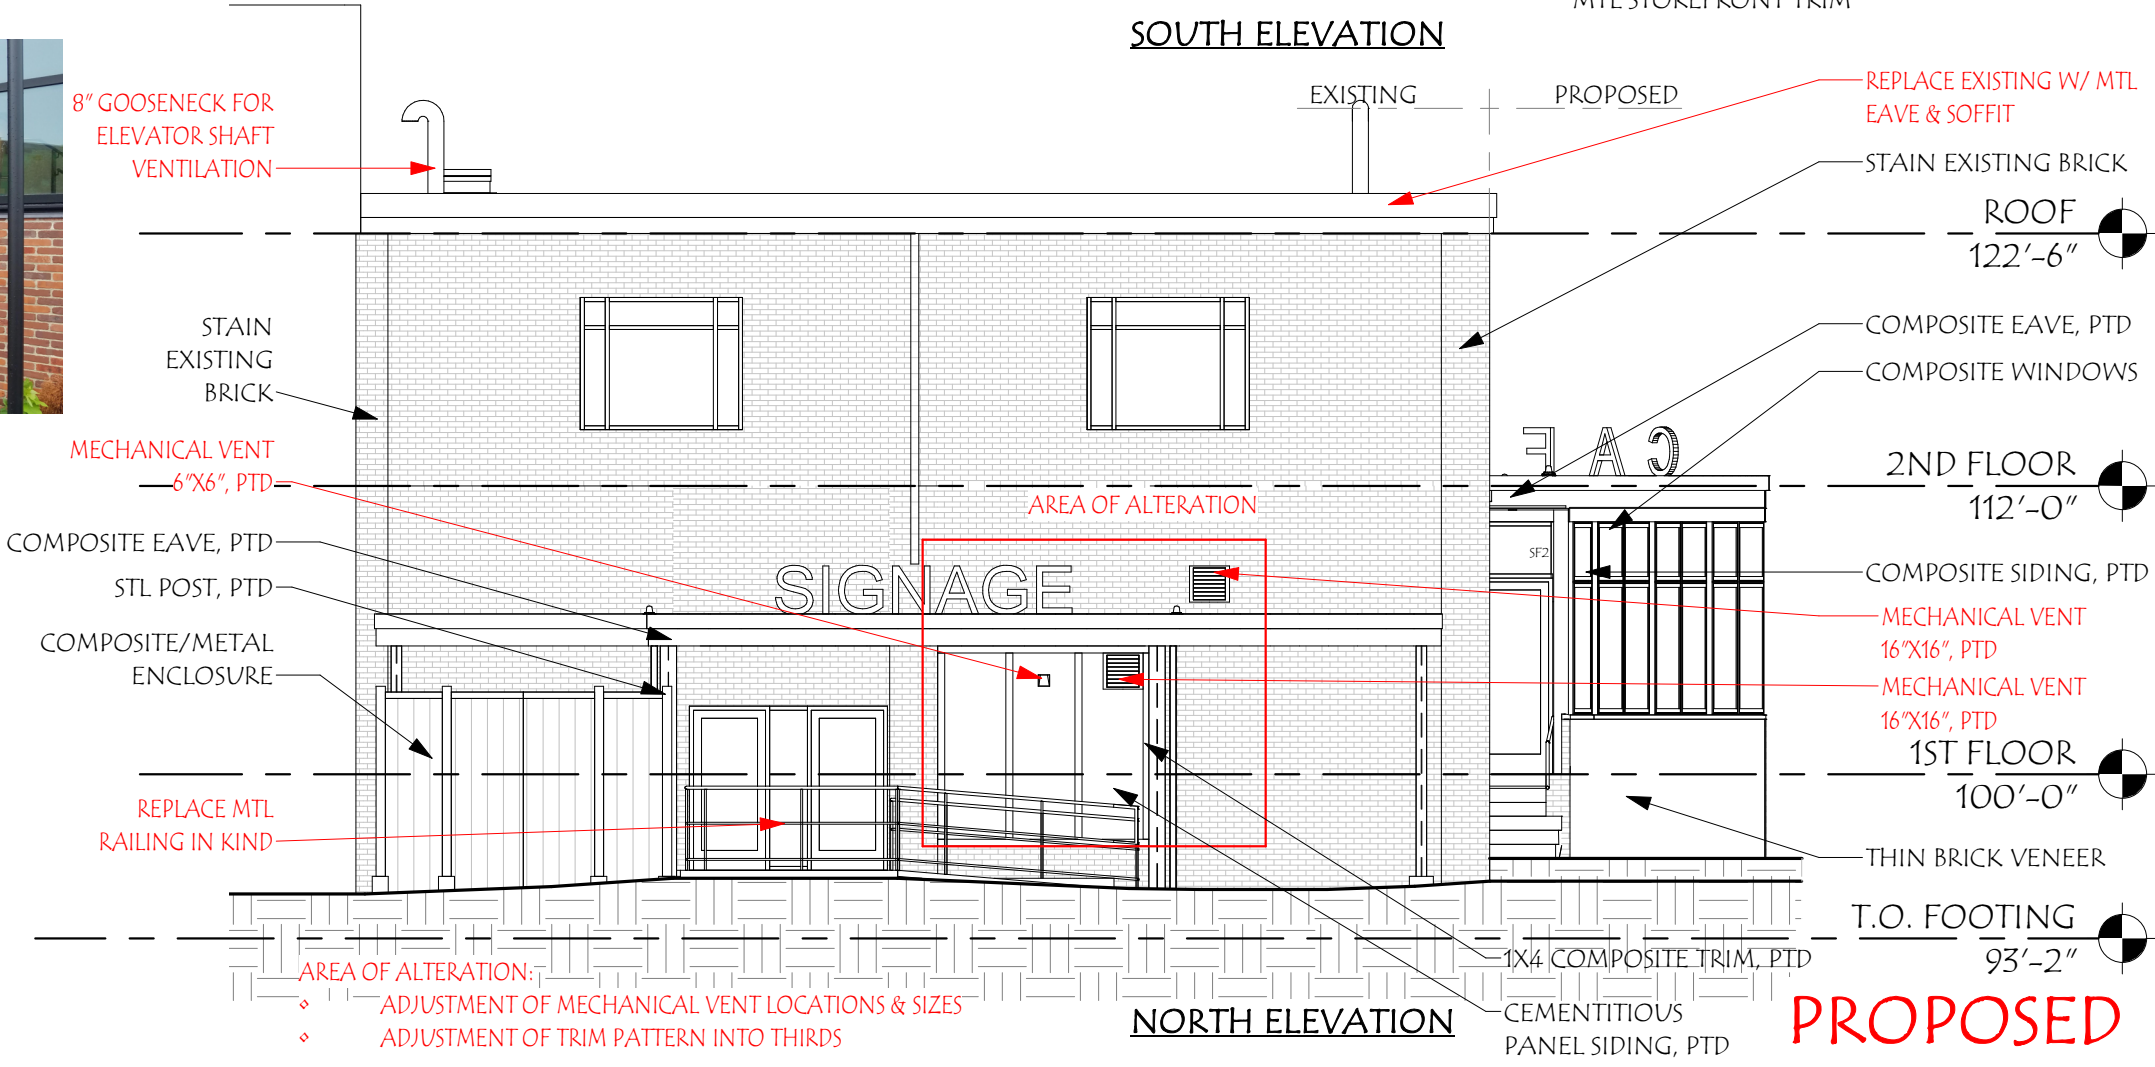 MTL STOREFRONT TRIM
SOUTH ELEVATION
EXISTING
PROPOSED
8" GOOSENECK FOR
ELEVATOR SHAFT
VENTILATION
REPLACE EXISTING W/ MTL
EAVE & SOFFIT
STAIN EXISTING BRICK
ROOF
122'-6"
STAIN
EXISTING
BRICK
COMPOSITE EAVE, PTD
COMPOSITE WINDOWS
MECHANICAL VENT
6"X6", PTD
CAFE
2ND FLOOR
112'-0"
AREA OF ALTERATION
COMPOSITE EAVE, PTD
STL POST, PTD
COMPOSITE/METAL
ENCLOSURE
SIGNAGE
SF2
COMPOSITE SIDING, PTD
MECHANICAL VENT
16"X16", PTD
MECHANICAL VENT
16"X16", PTD
1ST FLOOR
100'-0"
REPLACE MTL
RAILING IN KIND
THIN BRICK VENEER
T.O. FOOTING
93'-2"
1X4 COMPOSITE TRIM, PTD
CEMENTITIOUS
PANEL SIDING, PTD
AREA OF ALTERATION:
⋄ ADJUSTMENT OF MECHANICAL VENT LOCATIONS & SIZES
⋄ ADJUSTMENT OF TRIM PATTERN INTO THIRDS
NORTH ELEVATION
PROPOSED